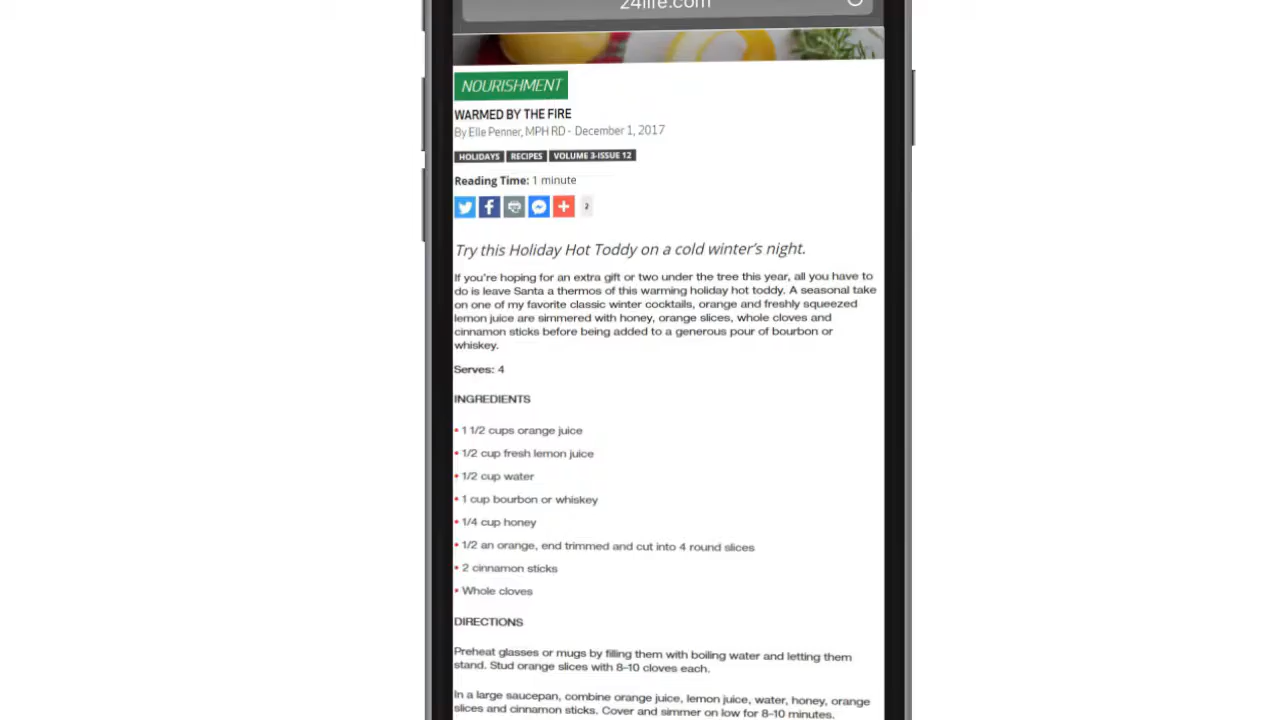 24life.com
NOURISHMENT
WARMED BY THE FIRE
By Elle Penner, MPH RD - December 1, 2017
HOLIDAYS RECIPES VOLUME 3-ISSUE 12
Reading Time: 1 minute
2
Try this Holiday Hot Toddy on a cold winter's night.
If you're hoping for an extra gift or two under the tree this year, all you have to
do is leave Santa a thermos of this warming holiday hot toddy. A seasonal take
on one of my favorite classic winter cocktails, orange and freshly squeezed
lemon juice are simmered with honey, orange slices, whole cloves and
cinnamon sticks before being added to a generous pour of bourbon or
whiskey.
Serves: 4
INGREDIENTS
• 1 1/2 cups orange juice
• 1/2 cup fresh lemon juice
• 1/2 cup water
• 1 cup bourbon or whiskey
• 1/4 cup honey
• 1/2 an orange, end trimmed and cut into 4 round slices
• 2 cinnamon sticks
• Whole cloves
DIRECTIONS
Preheat glasses or mugs by filling them with boiling water and letting them
stand. Stud orange slices with 8–10 cloves each.
In a large saucepan, combine orange juice, lemon juice, water, honey, orange
slices and cinnamon sticks. Cover and simmer on low for 8–10 minutes.